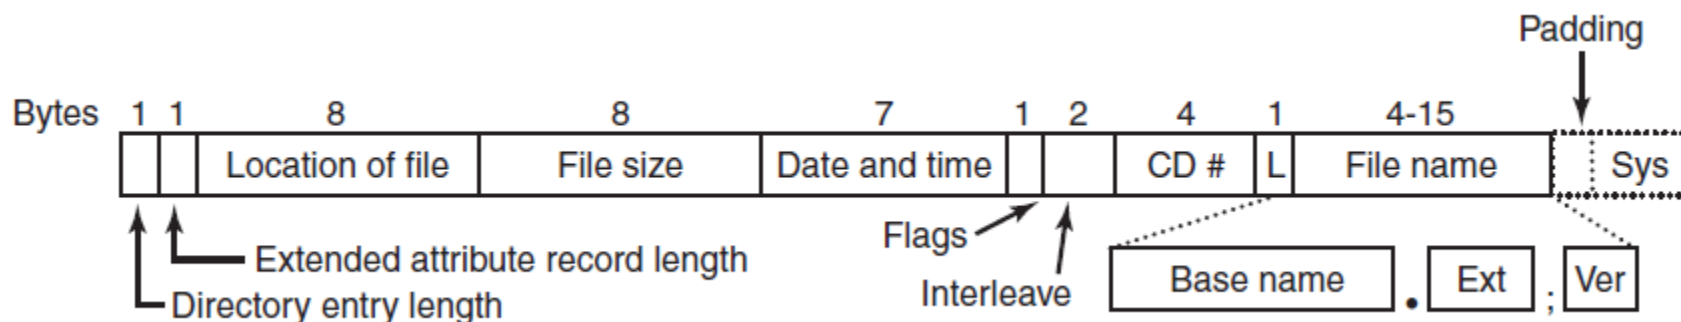 Padding
Bytes 1 1 8 8 7 1 2 4 1 4-15
Location of file File size Date and time CD # L File name Sys
Flags
Extended attribute record length
Interleave
Base name . Ext ; Ver
Directory entry length